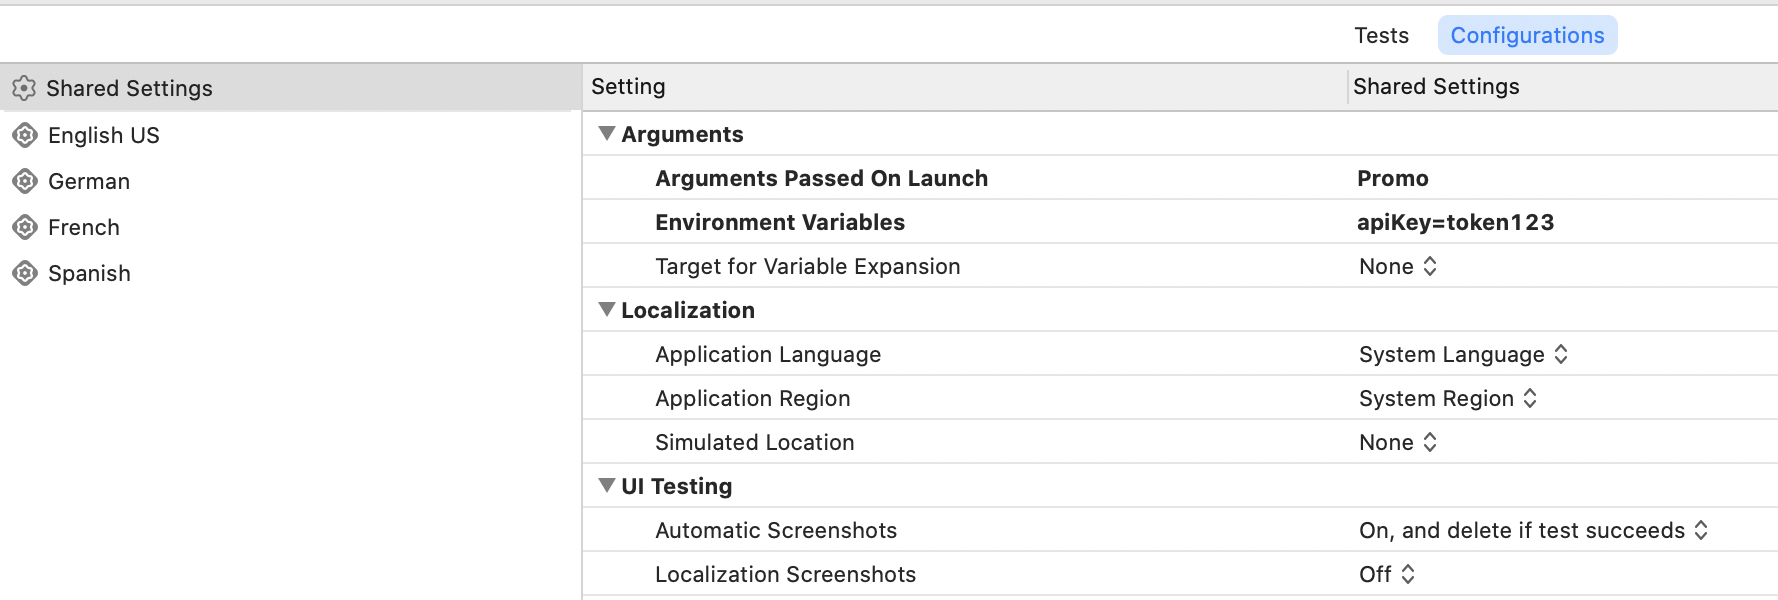 Tests Configurations
Shared Settings
English US
German
French
Spanish
Setting Shared Settings
Arguments
Arguments Passed On Launch Promo
Environment Variables apiKey=token123
Target for Variable Expansion None
Localization
Application Language System Language
Application Region System Region
Simulated Location None
UI Testing
Automatic Screenshots On, and delete if test succeeds
Localization Screenshots Off